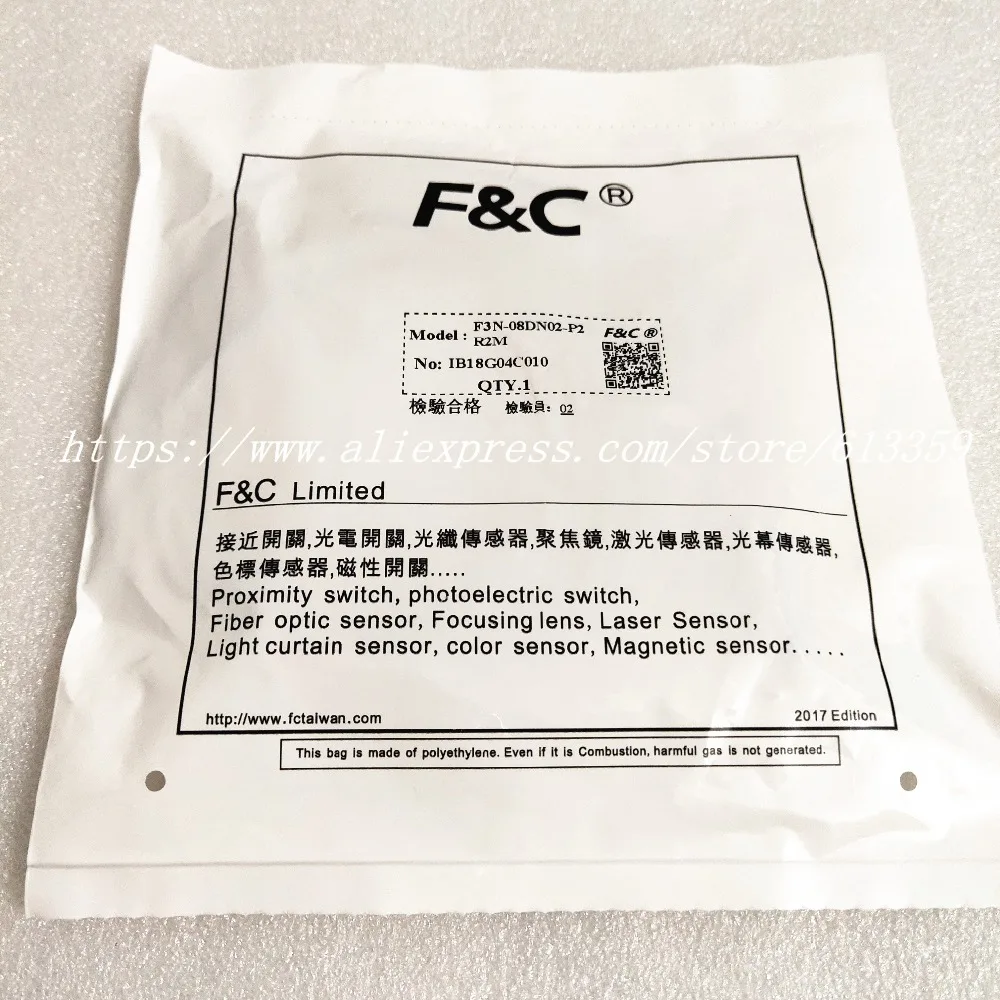 F&C ®
Model : F3N-08DN02-P2
R2M
F&C ®
No: IB18G04C010
QTY.1
檢驗合格 檢驗員: 02
https://www.aliexpress.com/store/613359
F&C Limited
接近開關,光電開關,光纖傳感器,聚焦鏡,激光傳感器,光幕傳感器,
色標傳感器,磁性開關.....
Proximity switch, photoelectric switch,
Fiber optic sensor, Focusing lens, Laser Sensor,
Light curtain sensor, color sensor, Magnetic sensor.....
http://www.fctaiwan.com 2017 Edition
This bag is made of polyethylene. Even if it is Combustion, harmful gas is not generated.